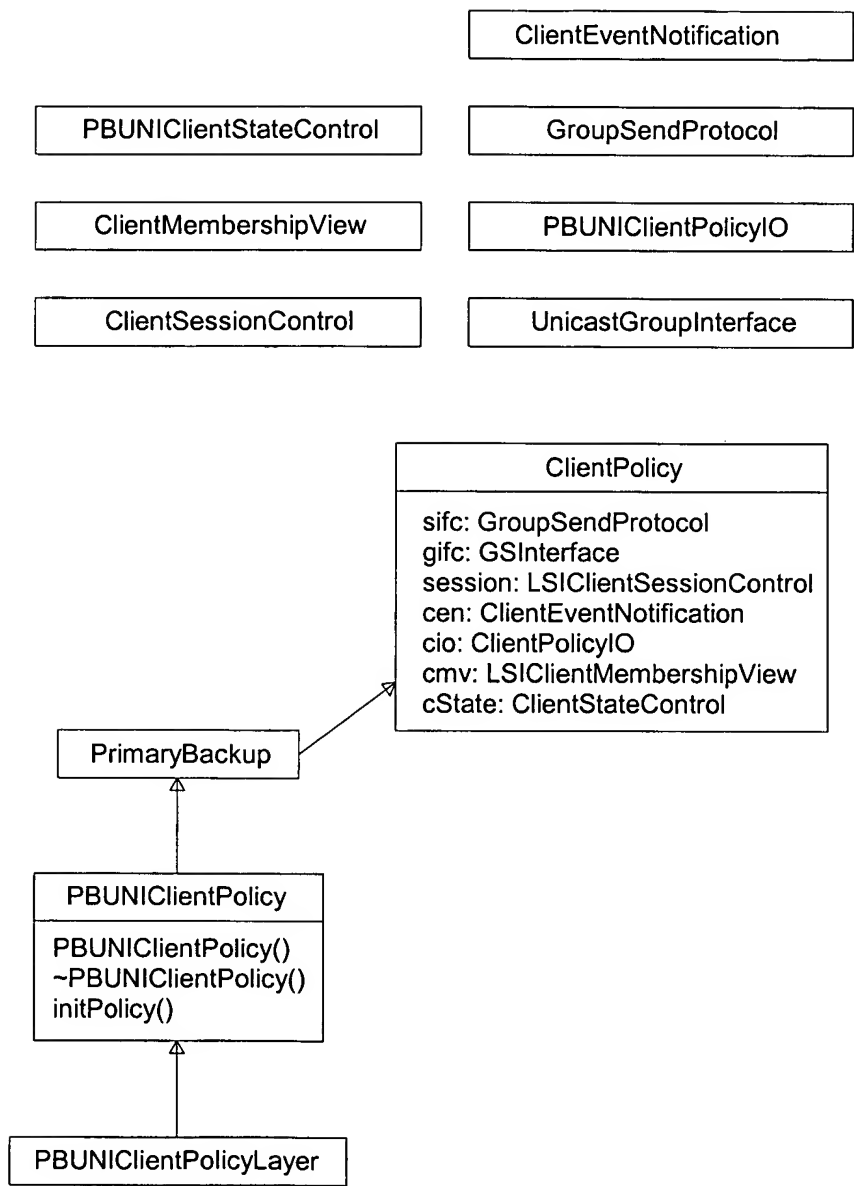 ClientEventNotification
PBUNIClientStateControl
GroupSendProtocol
ClientMembershipView
PBUNIClientPolicyIO
ClientSessionControl
UnicastGroupInterface
ClientPolicy
sifc: GroupSendProtocol
gifc: GSInterface
session: LSIClientSessionControl
cen: ClientEventNotification
cio: ClientPolicyIO
cmv: LSIClientMembershipView
cState: ClientStateControl
PrimaryBackup
PBUNIClientPolicy
PBUNIClientPolicy()
~PBUNIClientPolicy()
initPolicy()
PBUNIClientPolicyLayer